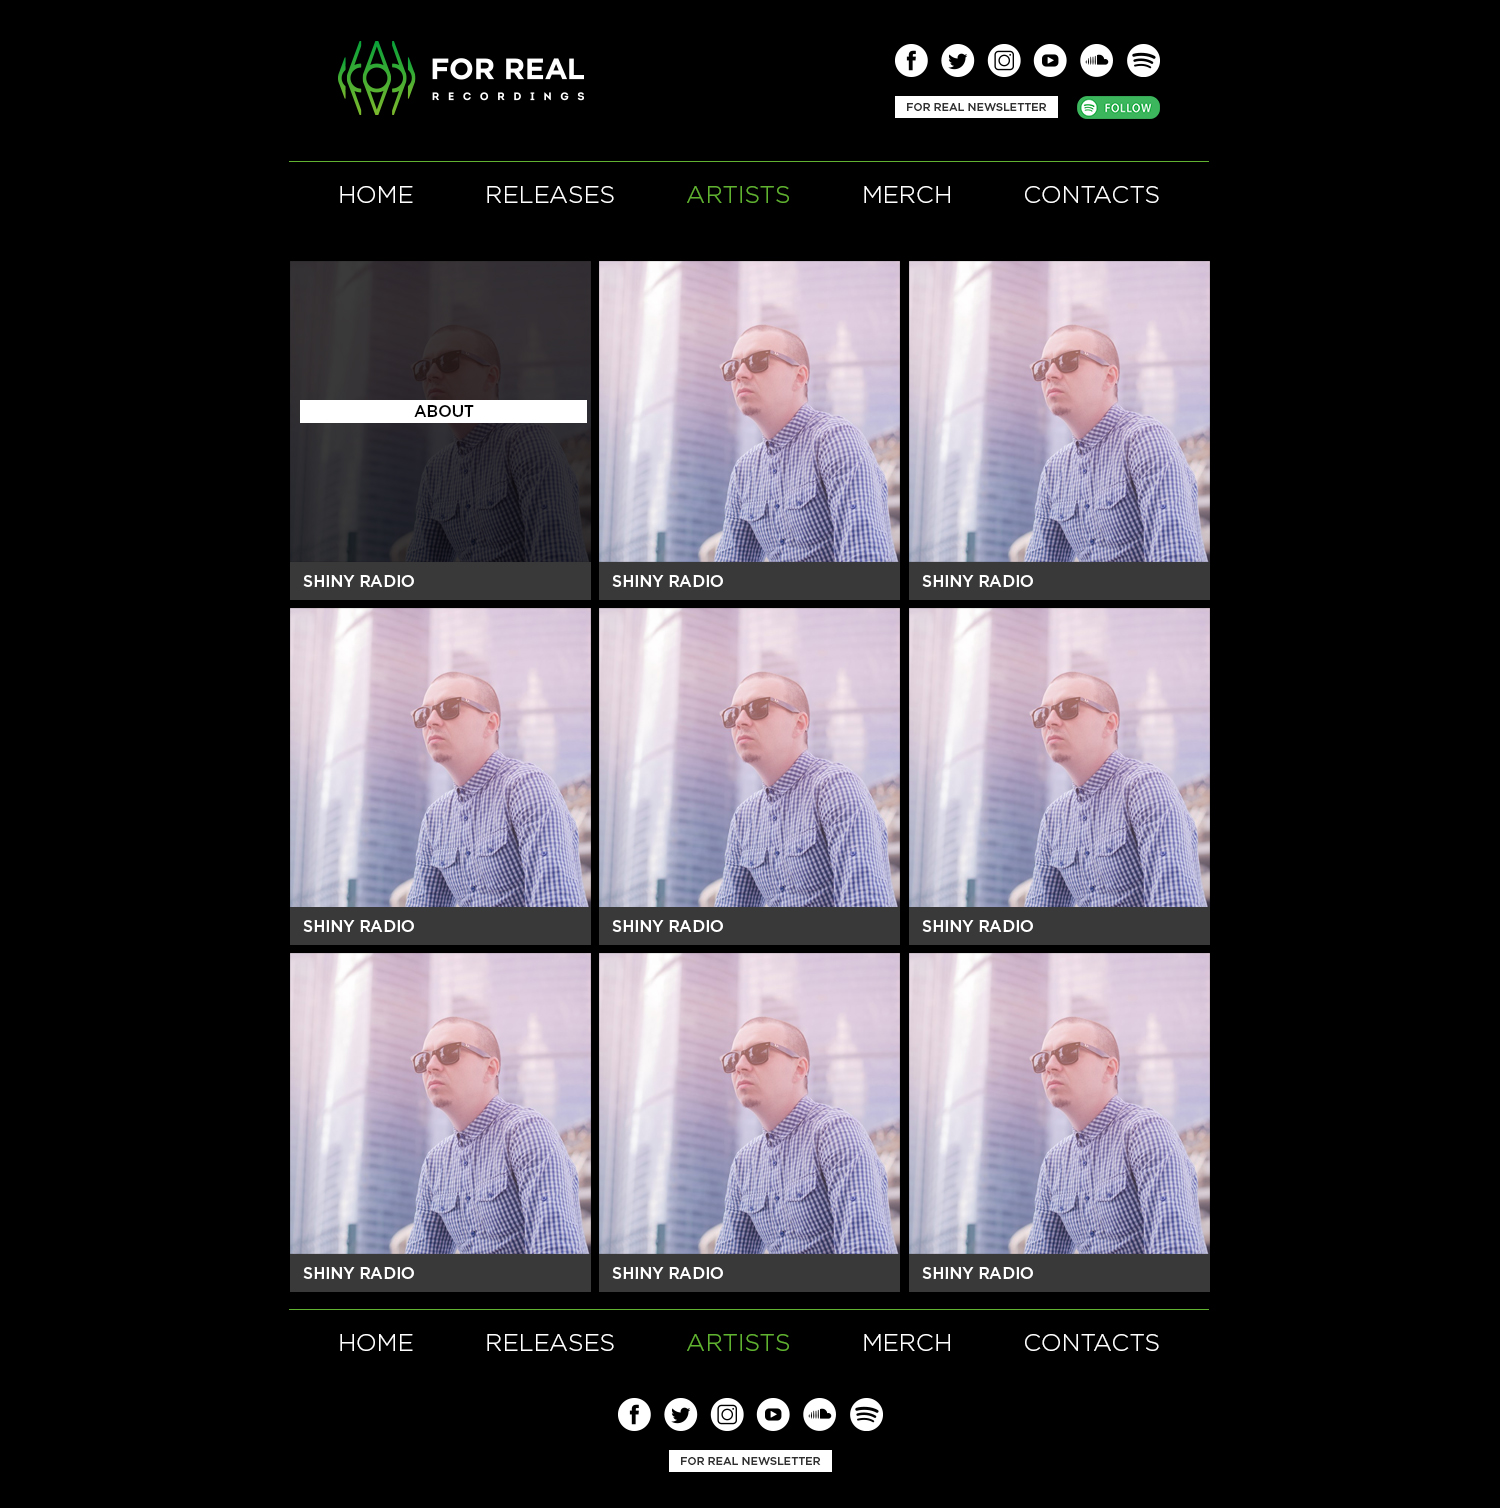 FOR REAL
RECORDINGS
FOR REAL NEWSLETTER
FOLLOW
HOME RELEASES ARTISTS MERCH CONTACTS
ABOUT
SHINY RADIO SHINY RADIO SHINY RADIO
SHINY RADIO SHINY RADIO SHINY RADIO
SHINY RADIO SHINY RADIO SHINY RADIO
HOME RELEASES ARTISTS MERCH CONTACTS
FOR REAL NEWSLETTER